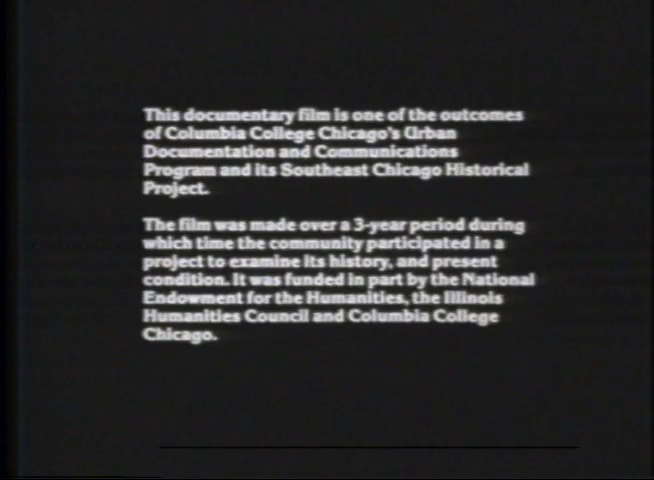 This documentary film is one of the outcomes
of Columbia College Chicago's Urban
Documentation and Communications
Program and its Southeast Chicago Historical
Project.
The film was made over a 3-year period during
which time the community participated in a
project to examine its history, and present
condition. It was funded in part by the National
Endowment for the Humanities, the Illinois
Humanities Council and Columbia College
Chicago.